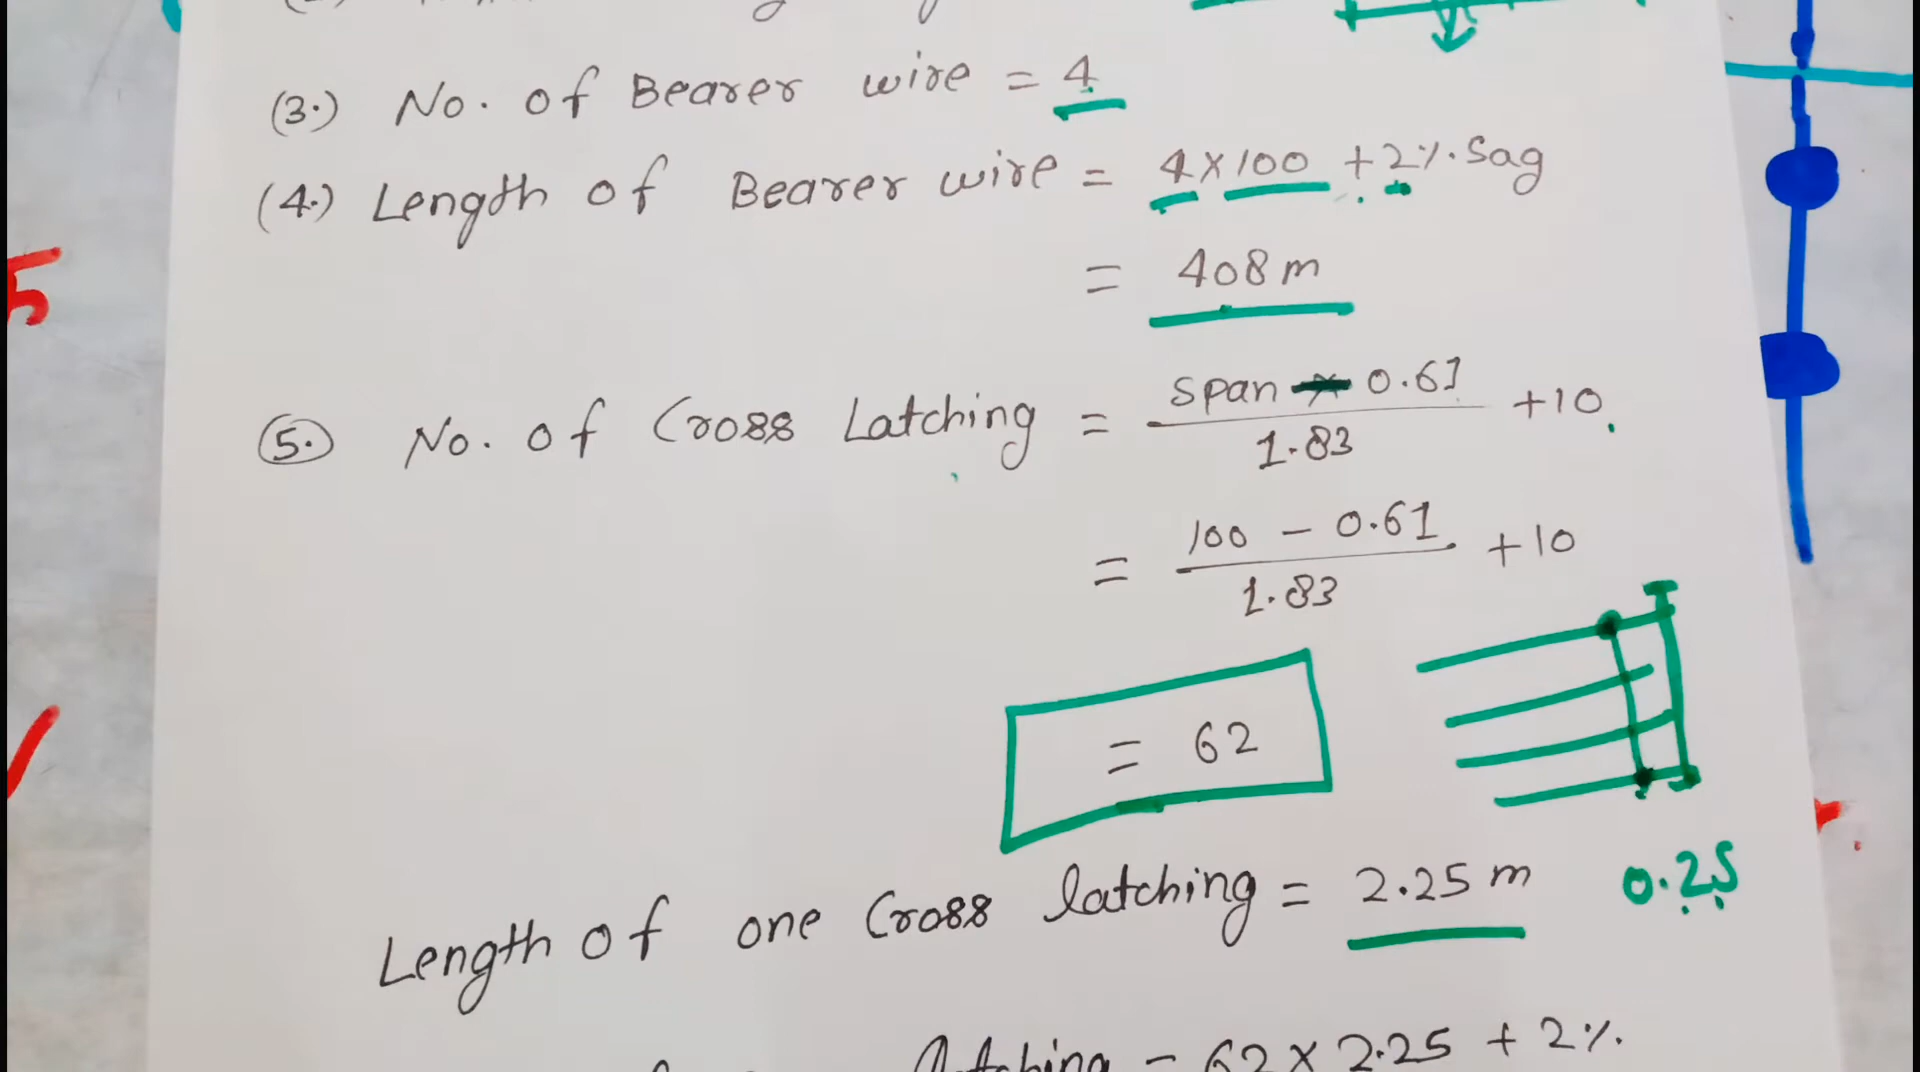 (3.) No. of Bearer wire = 4
(4.) Length of Bearer wire = 4 x 100 + 2%. Sag
= 408 m
5
(5.) No. of Cross Latching = Span - 0.61 / 1.83 + 10
= 100 - 0.61 / 1.83 + 10
= 62
Length of one Cross latching = 2.25 m 0.25
62 x 2.25 + 2%.